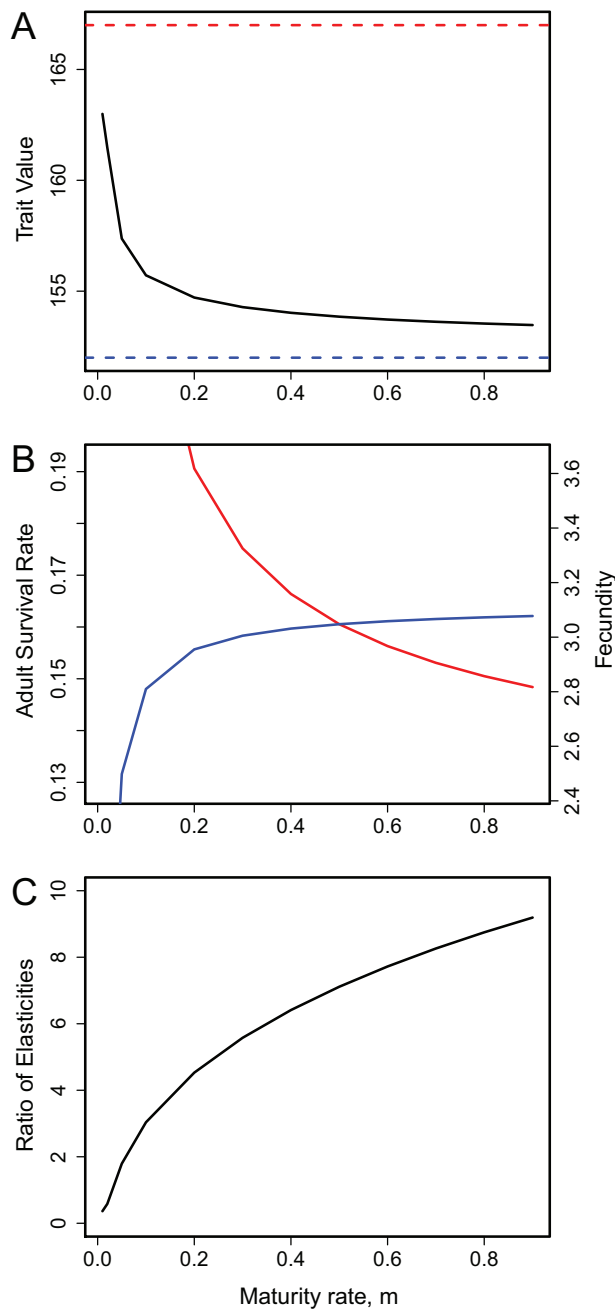 A
Trait Value
165
160
155
0.0 0.2 0.4 0.6 0.8
B
Adult Survival Rate
0.19
0.17
0.15
0.13
3.6
3.4
3.2
3.0
2.8
2.6
2.4
Fecundity
0.0 0.2 0.4 0.6 0.8
C
Ratio of Elasticities
10
8
6
4
2
0
0.0 0.2 0.4 0.6 0.8
Maturity rate, m